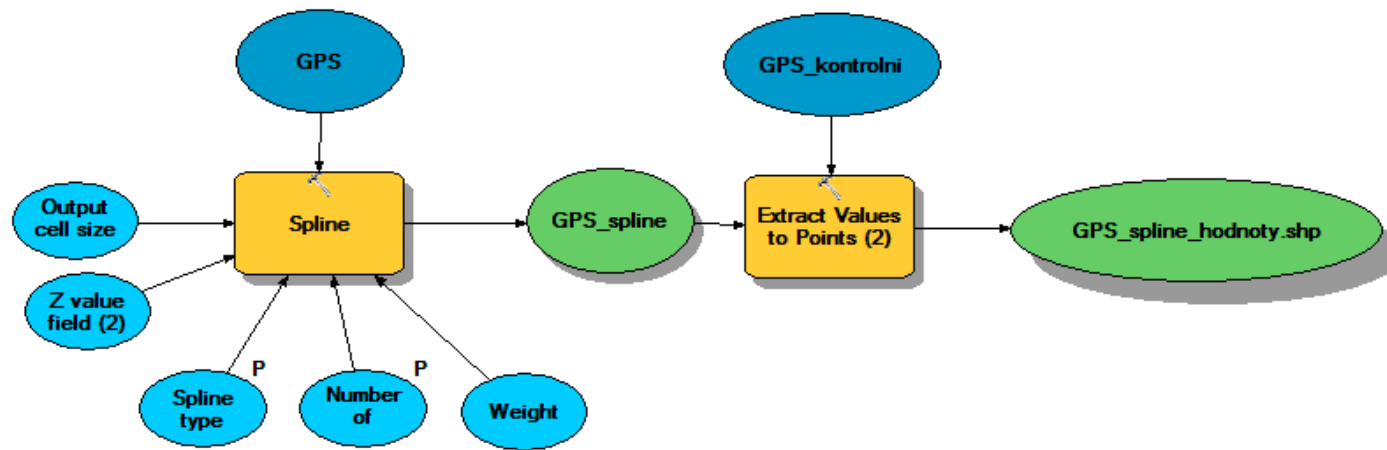 GPS
GPS_kontrolni
Output
cell size
Spline
GPS_spline
Extract Values
to Points (2)
GPS_spline_hodnoty.shp
Z value
field (2)
P
P
Spline
type
Number
of
Weight